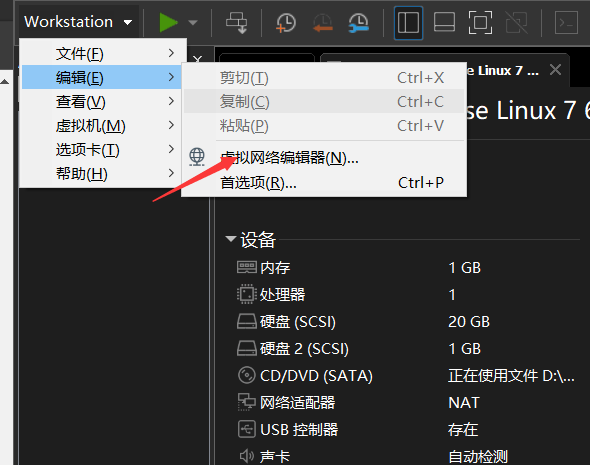 Workstation
文件(F)
编辑(E)
查看(V)
虚拟机(M)
选项卡(T)
帮助(H)
剪切(T) Ctrl+X
复制(C) Ctrl+C
粘贴(P) Ctrl+V
虚拟网络编辑器(N)...
首选项(R)... Ctrl+P
Linux 7 ...
Linux 7 6
设备
内存 1 GB
处理器 1
硬盘 (SCSI) 20 GB
硬盘 2 (SCSI) 1 GB
CD/DVD (SATA) 正在使用文件 D:\...
网络适配器 NAT
USB 控制器 存在
声卡 自动检测